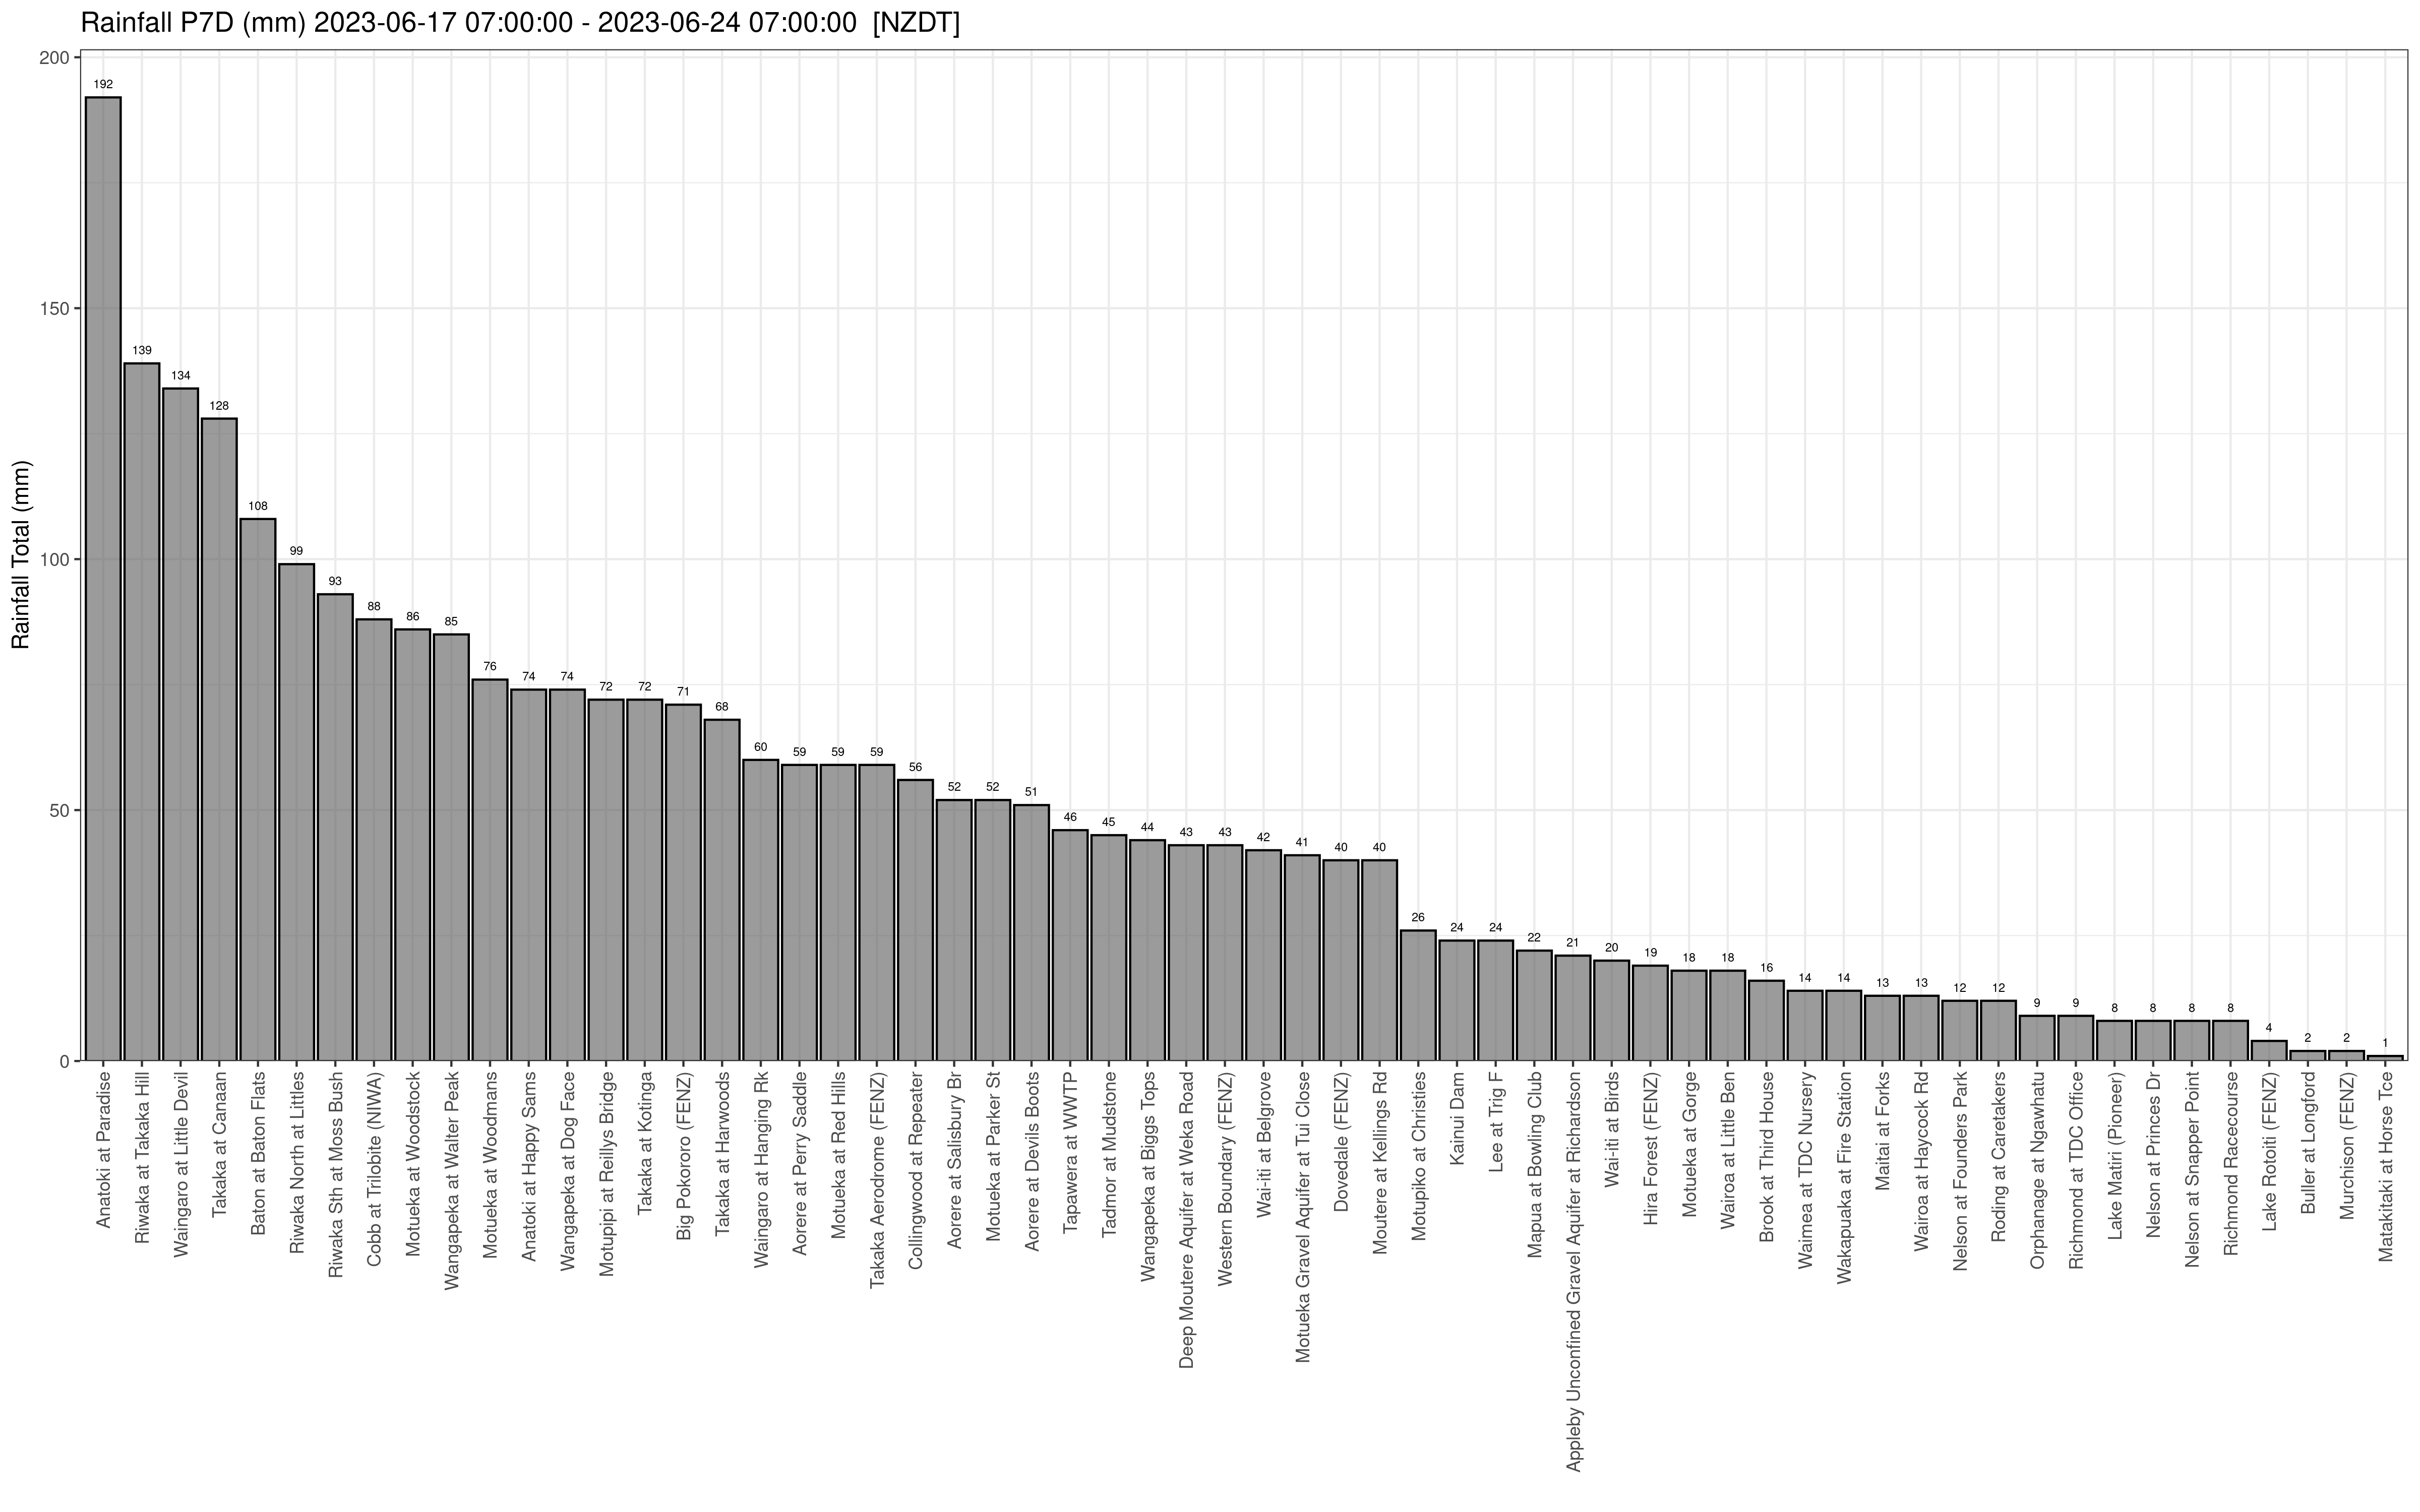 Rainfall P7D (mm) 2023-06-17 07:00:00 - 2023-06-24 07:00:00 [NZDT]
Rainfall Total (mm)
200
150
100
50
0
192
139
134
128
108
99
93
88
86
85
76
74
74
72
72
71
68
60
59
59
59
56
52
52
51
46
45
44
43
43
42
41
40
40
26
24
24
22
21
20
19
18
18
16
14
14
13
13
12
12
9
9
8
8
8
8
4
2
2
1
Anatoki at Paradise
Riwaka at Takaka Hill
Waingaro at Little Devil
Takaka at Canaan
Baton at Baton Flats
Riwaka North at Littles
Riwaka Sth at Moss Bush
Cobb at Trilobite (NIWA)
Motueka at Woodstock
Wangapeka at Walter Peak
Motueka at Woodmans
Anatoki at Happy Sams
Wangapeka at Dog Face
Motupipi at Reillys Bridge
Takaka at Kotinga
Big Pokororo (FENZ)
Takaka at Harwoods
Waingaro at Hanging Rk
Aorere at Perry Saddle
Motueka at Red Hills
Takaka Aerodrome (FENZ)
Collingwood at Repeater
Aorere at Salisbury Br
Motueka at Parker St
Aorere at Devils Boots
Tapawera at WWTP
Tadmor at Mudstone
Wangapeka at Biggs Tops
Deep Moutere Aquifer at Weka Road
Western Boundary (FENZ)
Wai-iti at Belgrove
Motueka Gravel Aquifer at Tui Close
Dovedale (FENZ)
Moutere at Kellings Rd
Motupiko at Christies
Kainui Dam
Lee at Trig F
Mapua at Bowling Club
Appleby Unconfined Gravel Aquifer at Richardson
Wai-iti at Birds
Hira Forest (FENZ)
Motueka at Gorge
Wairoa at Little Ben
Brook at Third House
Waimea at TDC Nursery
Wakapuaka at Fire Station
Maitai at Forks
Wairoa at Haycock Rd
Nelson at Founders Park
Roding at Caretakers
Orphanage at Ngawhatu
Richmond at TDC Office
Lake Matiri (Pioneer)
Nelson at Princes Dr
Nelson at Snapper Point
Richmond Racecourse
Lake Rotoiti (FENZ)
Buller at Longford
Murchison (FENZ)
Matakitaki at Horse Tce